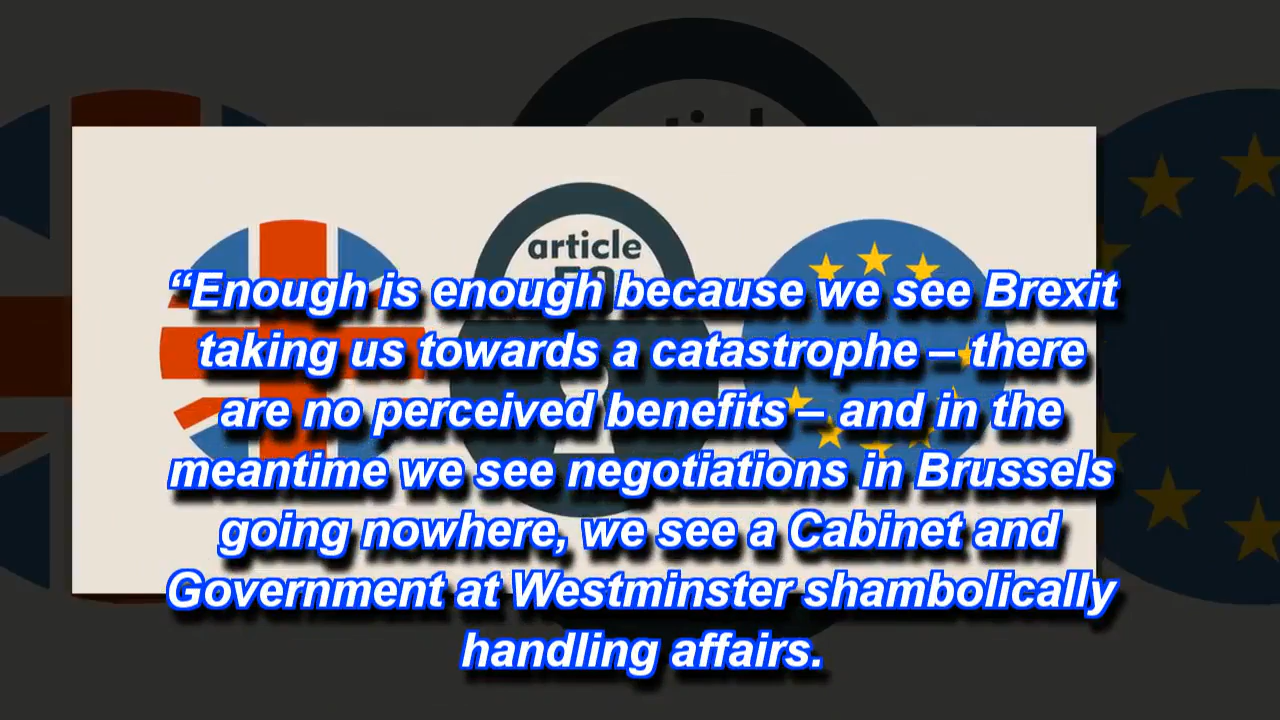 article
50
“Enough is enough because we see Brexit
taking us towards a catastrophe – there
are no perceived benefits – and in the
meantime we see negotiations in Brussels
going nowhere, we see a Cabinet and
Government at Westminster shambolically
handling affairs.